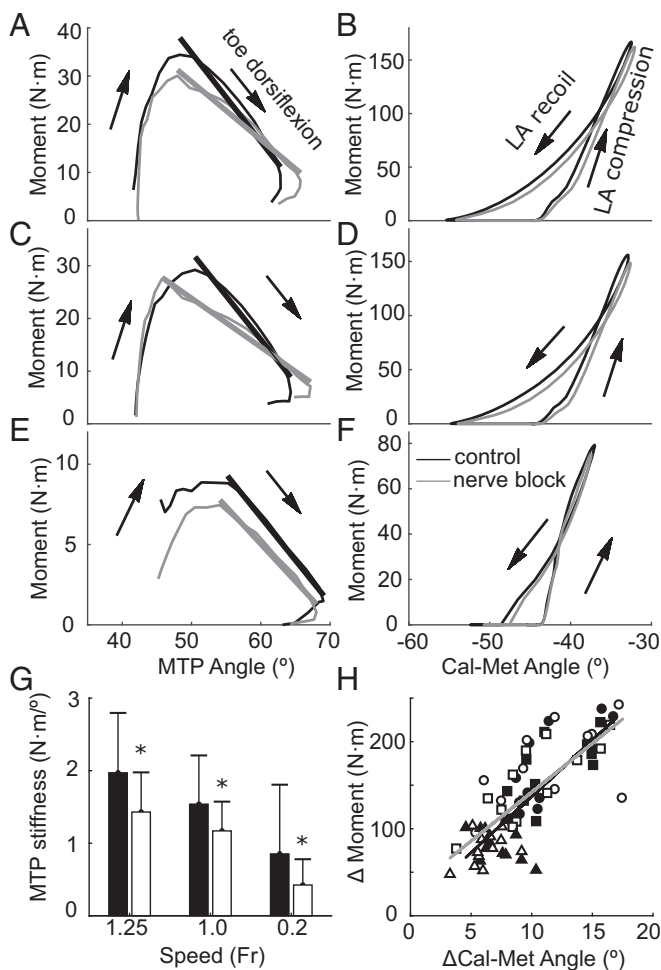 A
B
Moment (N·m)
40
30
20
10
0
toe dorsiflexion
Moment (N·m)
150
100
50
0
LA recoil
LA compression
C
D
Moment (N·m)
30
20
10
0
Moment (N·m)
150
100
50
0
E
F
Moment (N·m)
10
5
0
40 50 60 70
MTP Angle (º)
Moment (N·m)
80
60
40
20
0
control
nerve block
-60 -50 -40 -30
Cal-Met Angle (º)
G
H
MTP stiffness (N·m/º)
3
2
1
0
* * *
1.25 1.0 0.2
Speed (Fr)
Δ Moment (N·m)
200
100
0
0 5 10 15 20
ΔCal-Met Angle (º)